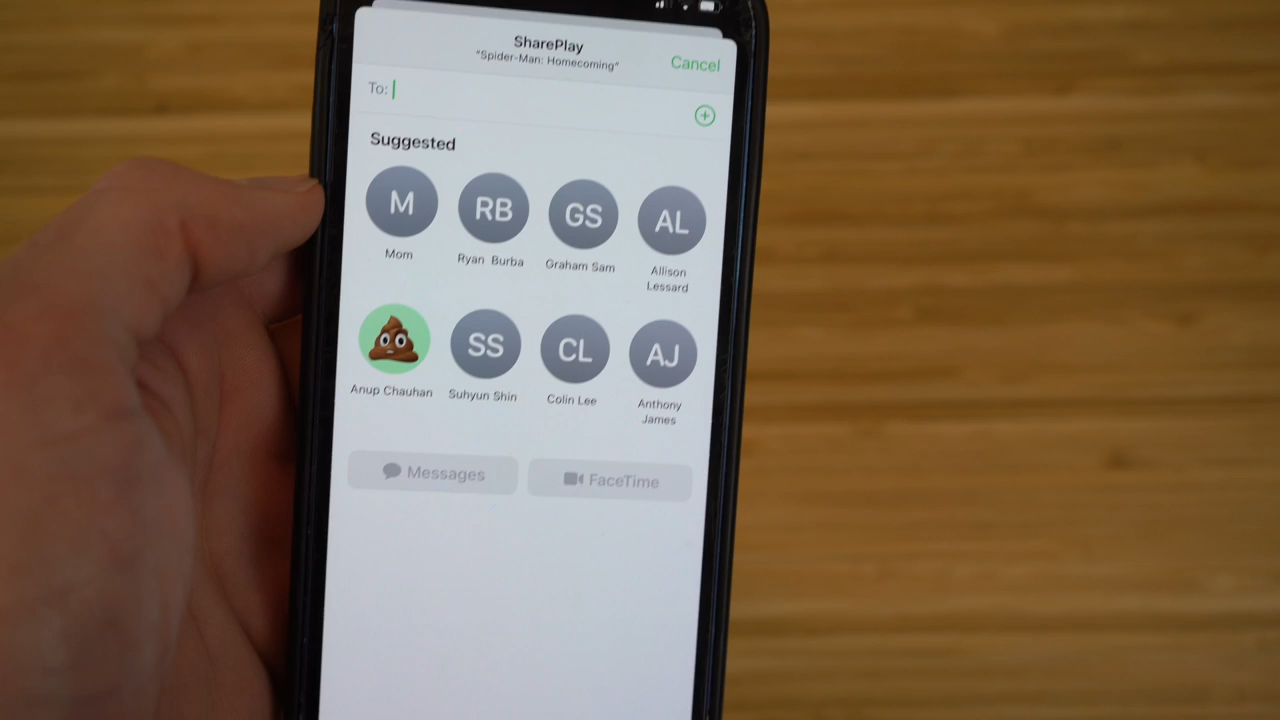 SharePlay
"Spider-Man: Homecoming"
Cancel
To:
Suggested
M
RB
GS
AL
Mom
Ryan Burba
Graham Sam
Allison
Lessard
SS
CL
AJ
Anup Chauhan
Suhyun Shin
Colin Lee
Anthony
James
Messages
FaceTime